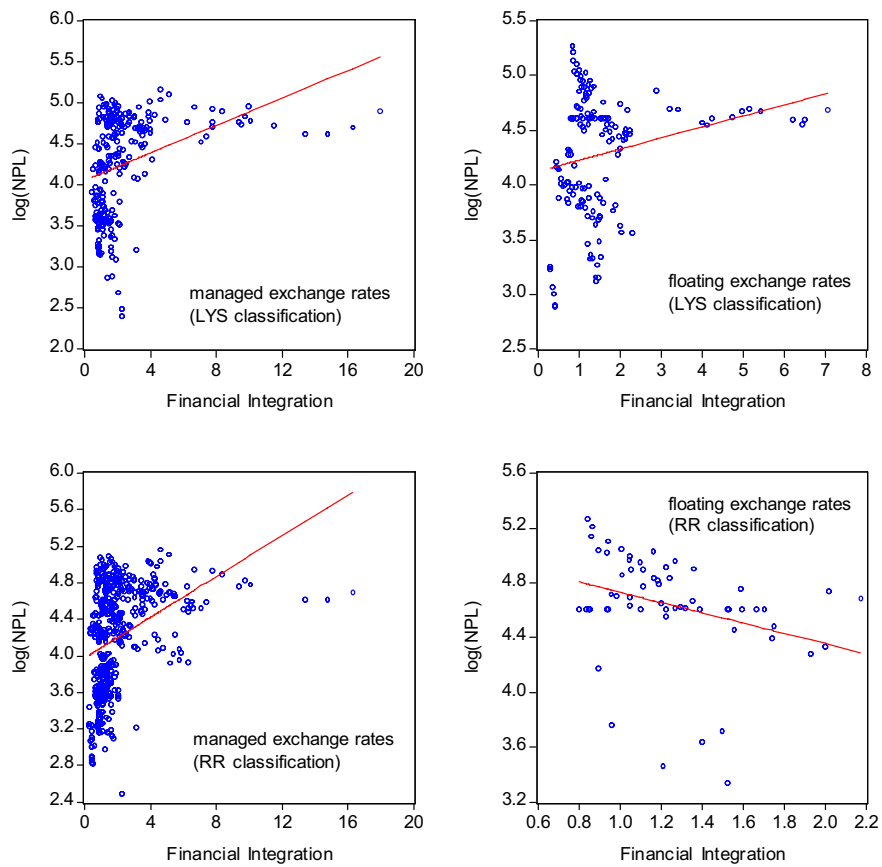 6.0
5.5
5.0
4.5
4.0
3.5
3.0
2.5
2.0
log(NPL)
managed exchange rates
(LYS classification)
0 4 8 12 16 20
Financial Integration
5.5
5.0
4.5
4.0
3.5
3.0
2.5
log(NPL)
floating exchange rates
(LYS classification)
0 1 2 3 4 5 6 7 8
Financial Integration
6.0
5.6
5.2
4.8
4.4
4.0
3.6
3.2
2.8
2.4
log(NPL)
managed exchange rates
(RR classification)
0 4 8 12 16 20
Financial Integration
5.6
5.2
4.8
4.4
4.0
3.6
3.2
log(NPL)
floating exchange rates
(RR classification)
0.6 0.8 1.0 1.2 1.4 1.6 1.8 2.0 2.2
Financial Integration